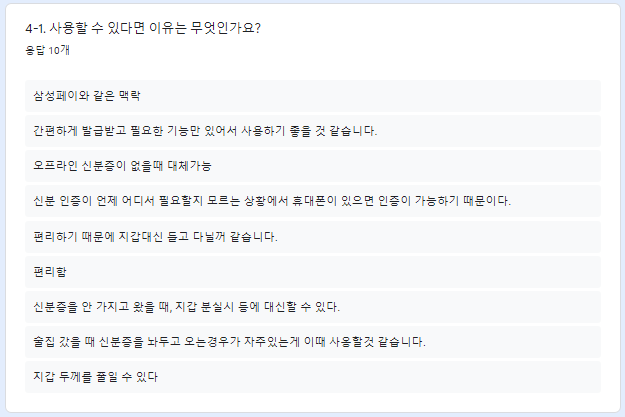 4-1. 사용할 수 있다면 이유는 무엇인가요?
응답 10개
삼성페이와 같은 맥락
간편하게 발급받고 필요한 기능만 있어서 사용하기 좋을 것 같습니다.
오프라인 신분증이 없을때 대체가능
신분 인증이 언제 어디서 필요할지 모르는 상황에서 휴대폰이 있으면 인증이 가능하기 때문이다.
편리하기 때문에 지갑대신 들고 다닐꺼 같습니다.
편리함
신분증을 안 가지고 왔을 때, 지갑 분실시 등에 대신할 수 있다.
술집 갔을 때 신분증을 놔두고 오는경우가 자주있는게 이때 사용할것 같습니다.
지갑 두께를 줄일 수 있다